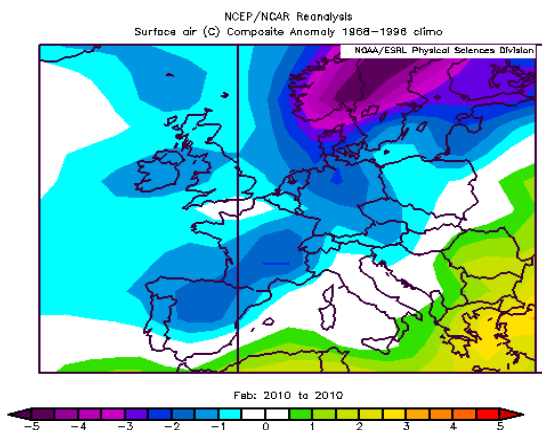 NCEP/NCAR Reanalysis
Surface air (C) Composite Anomaly 1968-1996 climo
NOAA/ESRL Physical Sciences Division
Feb: 2010 to 2010
-5 -4 -3 -2 -1 0 1 2 3 4 5